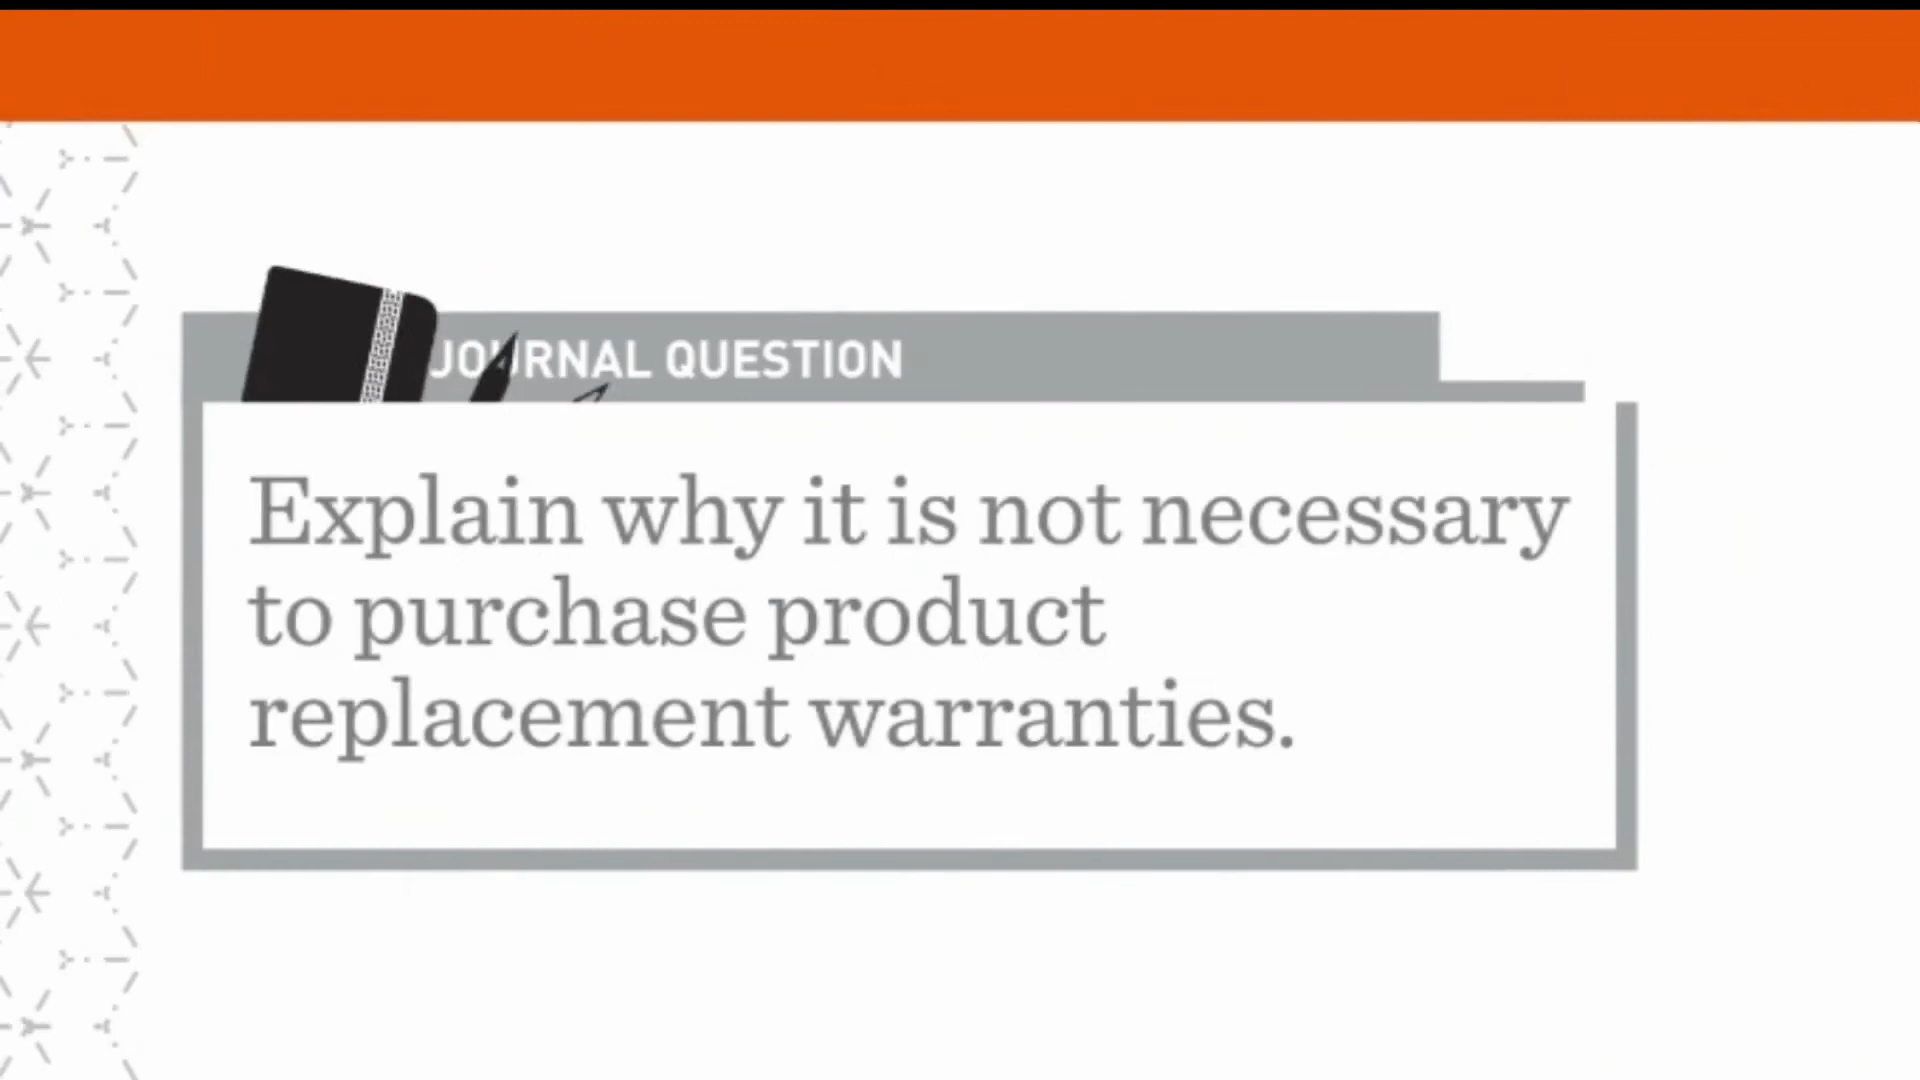 JOURNAL QUESTION
Explain why it is not necessary
to purchase product
replacement warranties.